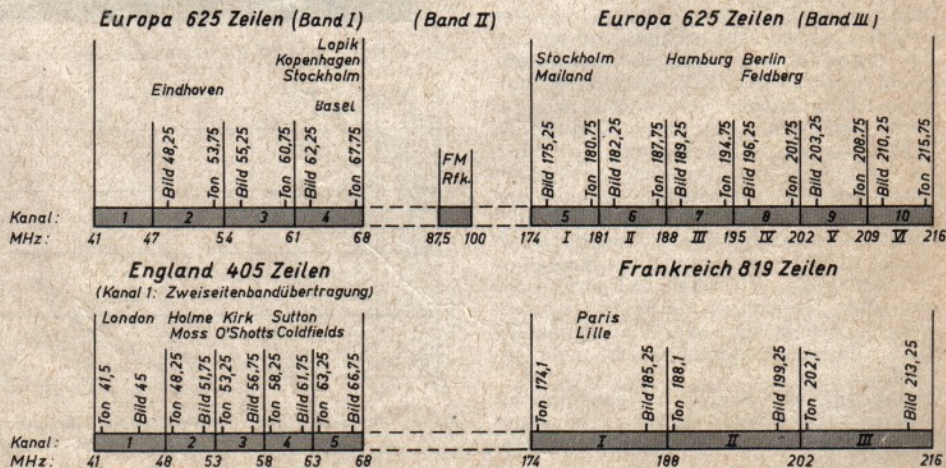 Europa 625 Zeilen (Band I)
(Band II)
Europa 625 Zeilen (Band III)
Lopik
Kopenhagen
Stockholm
Eindhoven
Basel
Stockholm
Mailand
Hamburg
Berlin
Feldberg
Bild 48,25
Ton 53,75
Bild 55,25
Ton 60,75
Bild 62,25
Ton 67,75
FM
Rfk.
Bild 175,25
Ton 180,75
Bild 182,25
Ton 187,75
Bild 189,25
Ton 194,75
Bild 196,25
Ton 201,75
Bild 203,25
Ton 208,75
Bild 210,25
Ton 215,75
Kanal: 1 2 3 4 5 6 7 8 9 10
MHz: 41 47 54 61 68 87,5 100 174 I 181 II 188 III 195 IV 202 V 209 VI 216
England 405 Zeilen
(Kanal 1: Zweiseitenbandübertragung)
Frankreich 819 Zeilen
London
Holme
Moss
Kirk
O'Shotts
Sutton
Coldfields
Paris
Lille
Ton 41,5
Bild 45
Ton 48,25
Bild 51,75
Ton 53,25
Bild 56,75
Ton 58,25
Bild 61,75
Ton 63,25
Bild 66,75
Ton 174,1
Bild 185,25
Ton 188,1
Bild 199,25
Ton 202,1
Bild 213,25
Kanal: 1 2 3 4 5 I II III
MHz: 41 48 53 58 63 68 174 188 202 216